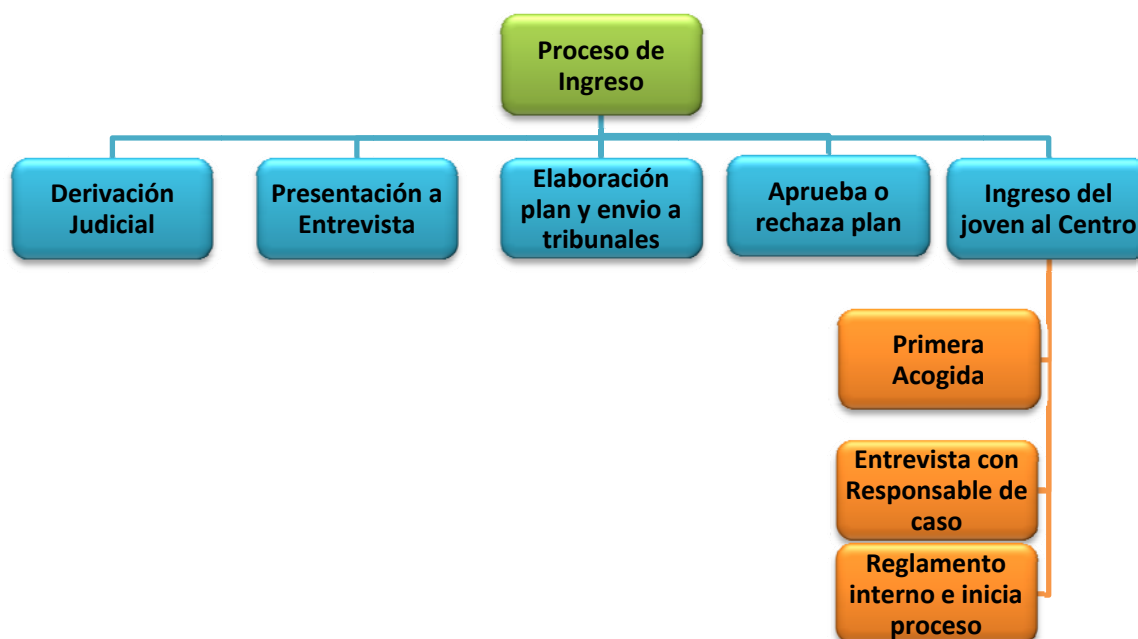 Proceso de
Ingreso
Derivación
Judicial
Presentación a
Entrevista
Elaboración
plan y envio a
tribunales
Aprueba o
rechaza plan
Ingreso del
joven al Centro
Primera
Acogida
Entrevista con
Responsable de
caso
Reglamento
interno e inicia
proceso